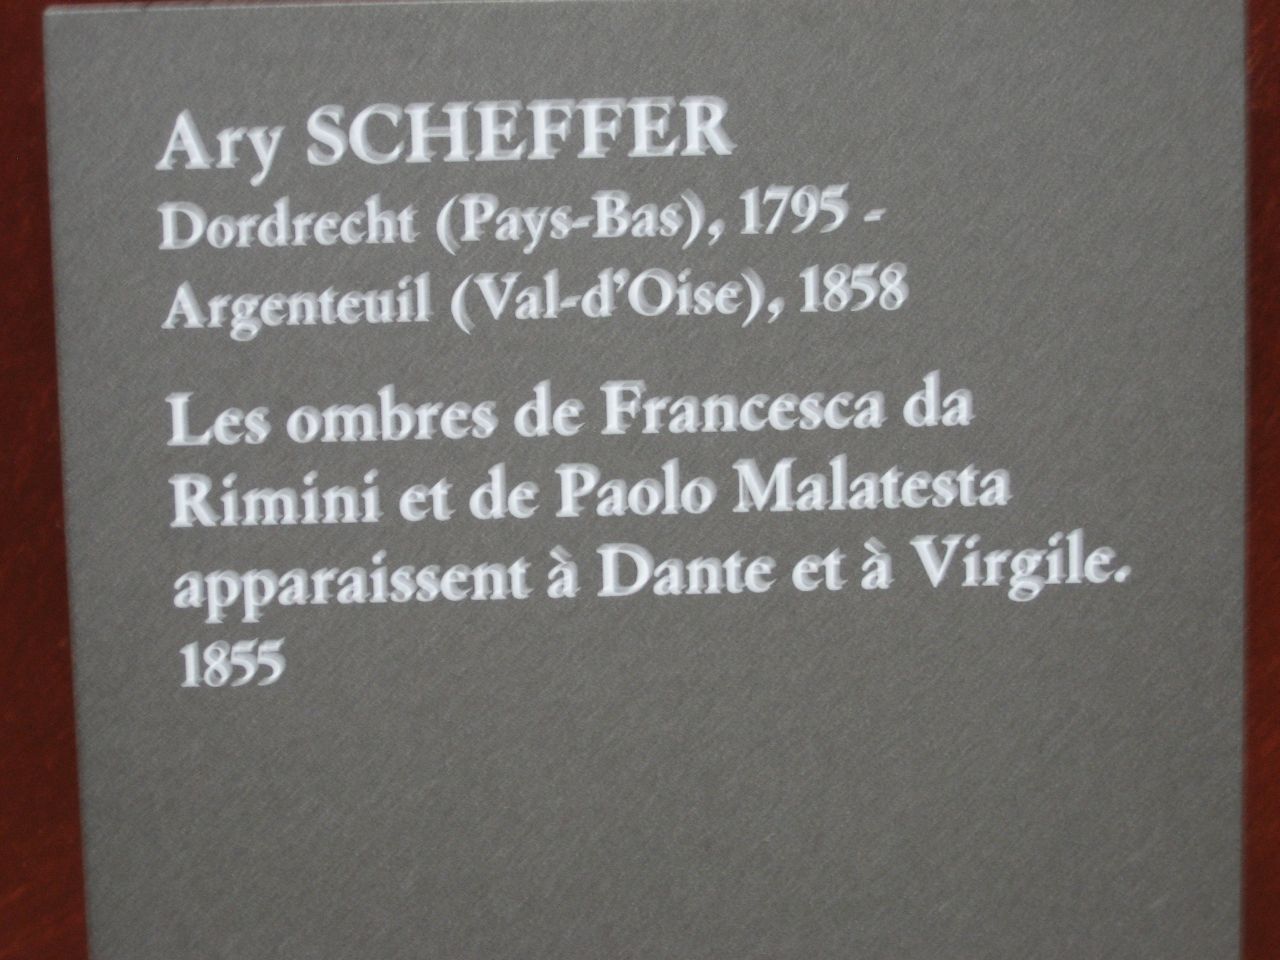 Ary SCHEFFER
Dordrecht (Pays-Bas), 1795 -
Argenteuil (Val-d'Oise), 1858
Les ombres de Francesca da
Rimini et de Paolo Malatesta
apparaissent à Dante et à Virgile.
1855